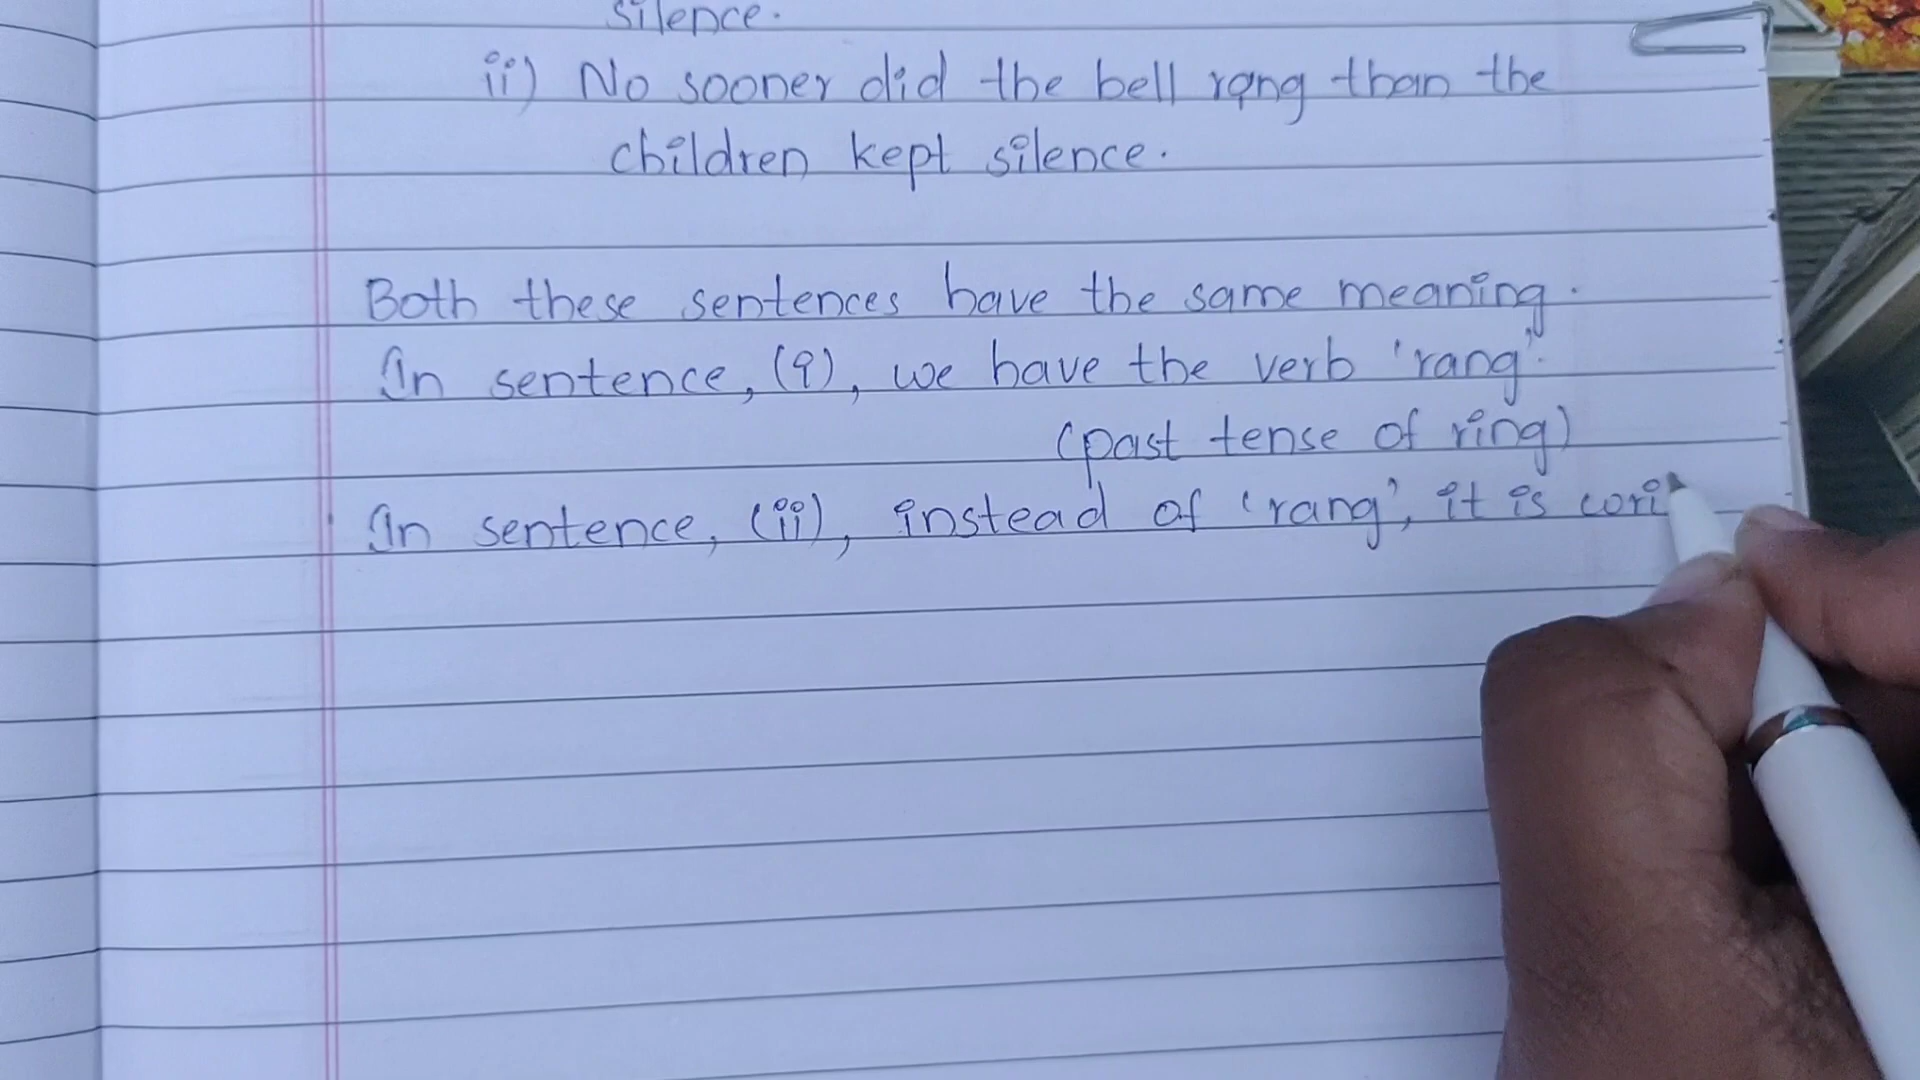 silence.
ii) No sooner did the bell rang than the
children kept silence.
Both these sentences have the same meaning.
In sentence, (i), we have the verb 'rang'.
(past tense of ring)
In sentence, (ii), instead of 'rang', it is